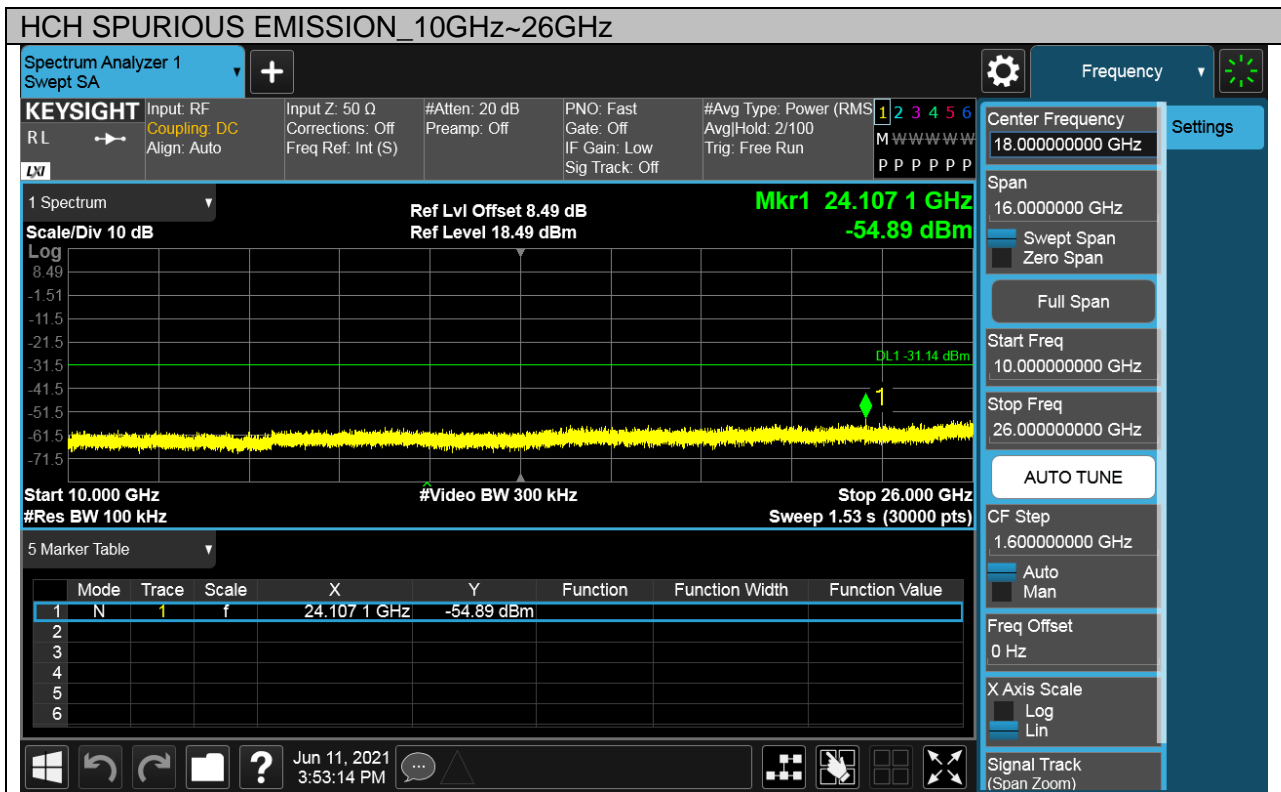 HCH SPURIOUS EMISSION_10GHz~26GHz
Spectrum Analyzer 1
Swept SA
Frequency
KEYSIGHT
RL
LXI
Input: RF
Coupling: DC
Align: Auto
Input Z: 50 Ω
Corrections: Off
Freq Ref: Int (S)
#Atten: 20 dB
Preamp: Off
PNO: Fast
Gate: Off
IF Gain: Low
Sig Track: Off
#Avg Type: Power (RMS
Avg|Hold: 2/100
Trig: Free Run
1 2 3 4 5 6
M W W W W W
P P P P P P
1 Spectrum
Scale/Div 10 dB
Ref Lvl Offset 8.49 dB
Ref Level 18.49 dBm
Mkr1 24.107 1 GHz
-54.89 dBm
Log
8.49
-1.51
-11.5
-21.5
-31.5
-41.5
-51.5
-61.5
-71.5
DL1 -31.14 dBm
1
Start 10.000 GHz
#Video BW 300 kHz
Stop 26.000 GHz
#Res BW 100 kHz
Sweep 1.53 s (30000 pts)
5 Marker Table
Mode Trace Scale X Y Function Function Width Function Value
1 N 1 f 24.107 1 GHz -54.89 dBm
2
3
4
5
6
Jun 11, 2021
3:53:14 PM
?
Settings
Center Frequency
18.000000000 GHz
Span
16.0000000 GHz
Swept Span
Zero Span
Full Span
Start Freq
10.000000000 GHz
Stop Freq
26.000000000 GHz
AUTO TUNE
CF Step
1.600000000 GHz
Auto
Man
Freq Offset
0 Hz
X Axis Scale
Log
Lin
Signal Track
(Span Zoom)